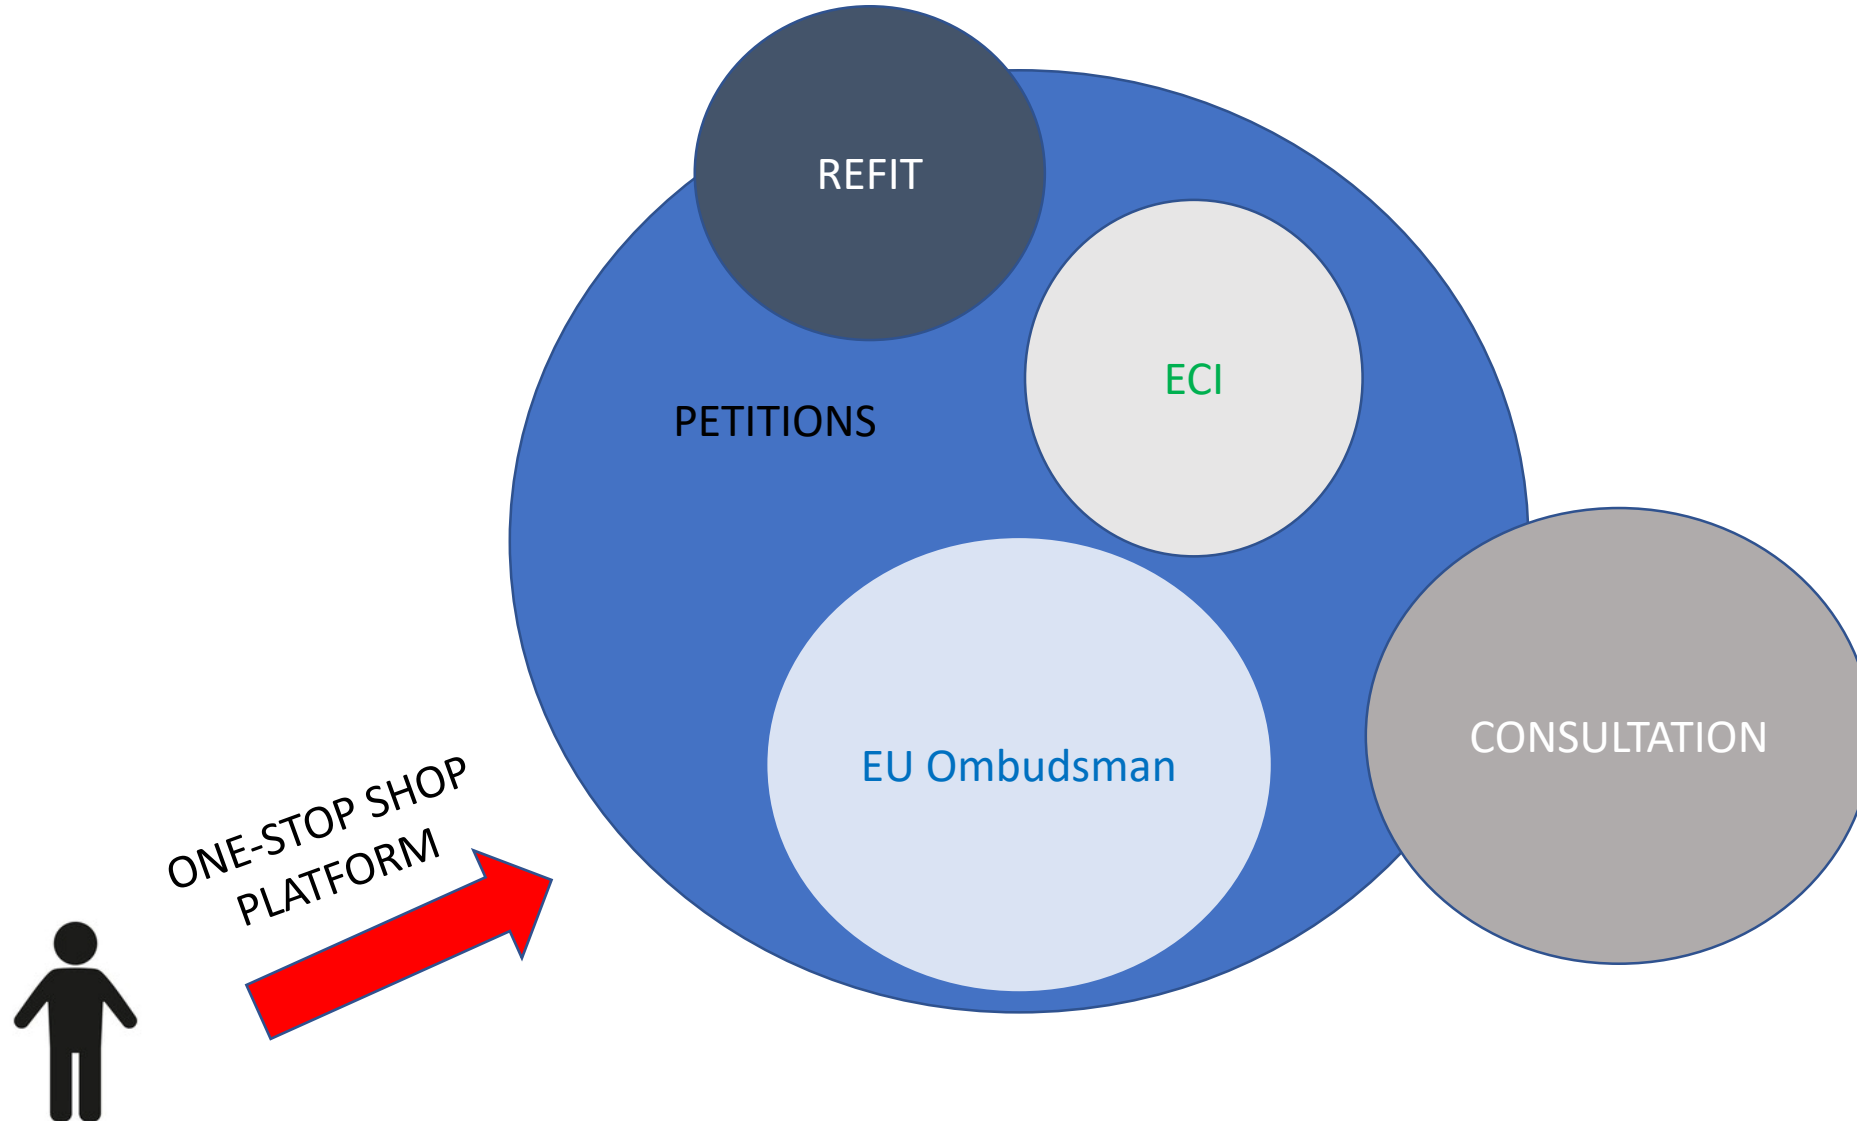 REFIT
ECI
PETITIONS
EU Ombudsman
CONSULTATION
ONE-STOP SHOP
PLATFORM